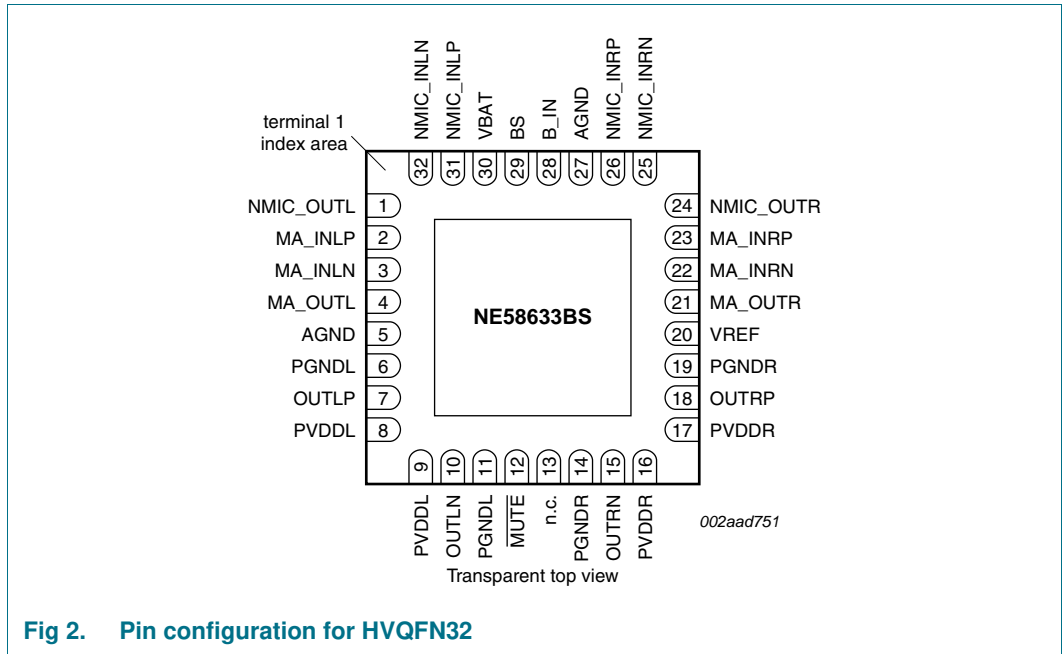 NMIC_INLN
NMIC_INLP
VBAT
BS
B_IN
AGND
NMIC_INRP
NMIC_INRN
terminal 1
index area
32
31
30
29
28
27
26
25
NMIC_OUTL 1
MA_INLP 2
MA_INLN 3
MA_OUTL 4
AGND 5
PGNDL 6
OUTLP 7
PVDDL 8
NE58633BS
24 NMIC_OUTR
23 MA_INRP
22 MA_INRN
21 MA_OUTR
20 VREF
19 PGNDR
18 OUTRP
17 PVDDR
9
10
11
12
13
14
15
16
PVDDL
OUTLN
PGNDL
MUTE
n.c.
PGNDR
OUTRN
PVDDR
002aad751
Transparent top view
Fig 2. Pin configuration for HVQFN32